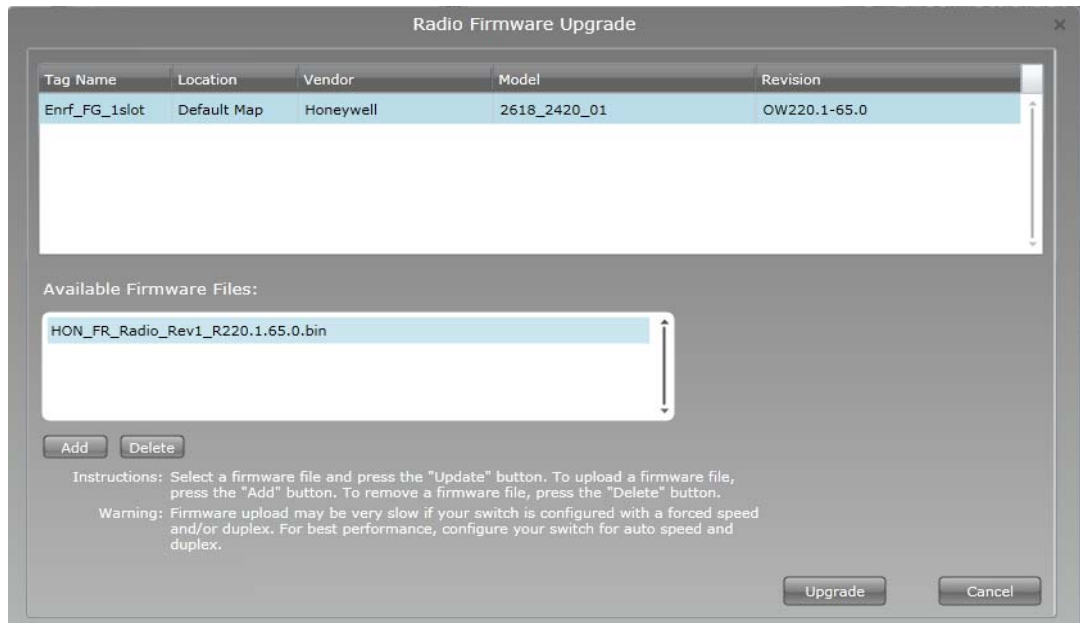 Radio Firmware Upgrade
Tag Name Location Vendor Model Revision
Enrf_FG_1slot Default Map Honeywell 2618_2420_01 OW220.1-65.0
Available Firmware Files:
HON_FR_Radio_Rev1_R220.1.65.0.bin
Add Delete
Instructions: Select a firmware file and press the "Update" button. To upload a firmware file,
press the "Add" button. To remove a firmware file, press the "Delete" button.
Warning: Firmware upload may be very slow if your switch is configured with a forced speed
and/or duplex. For best performance, configure your switch for auto speed and
duplex.
Upgrade Cancel